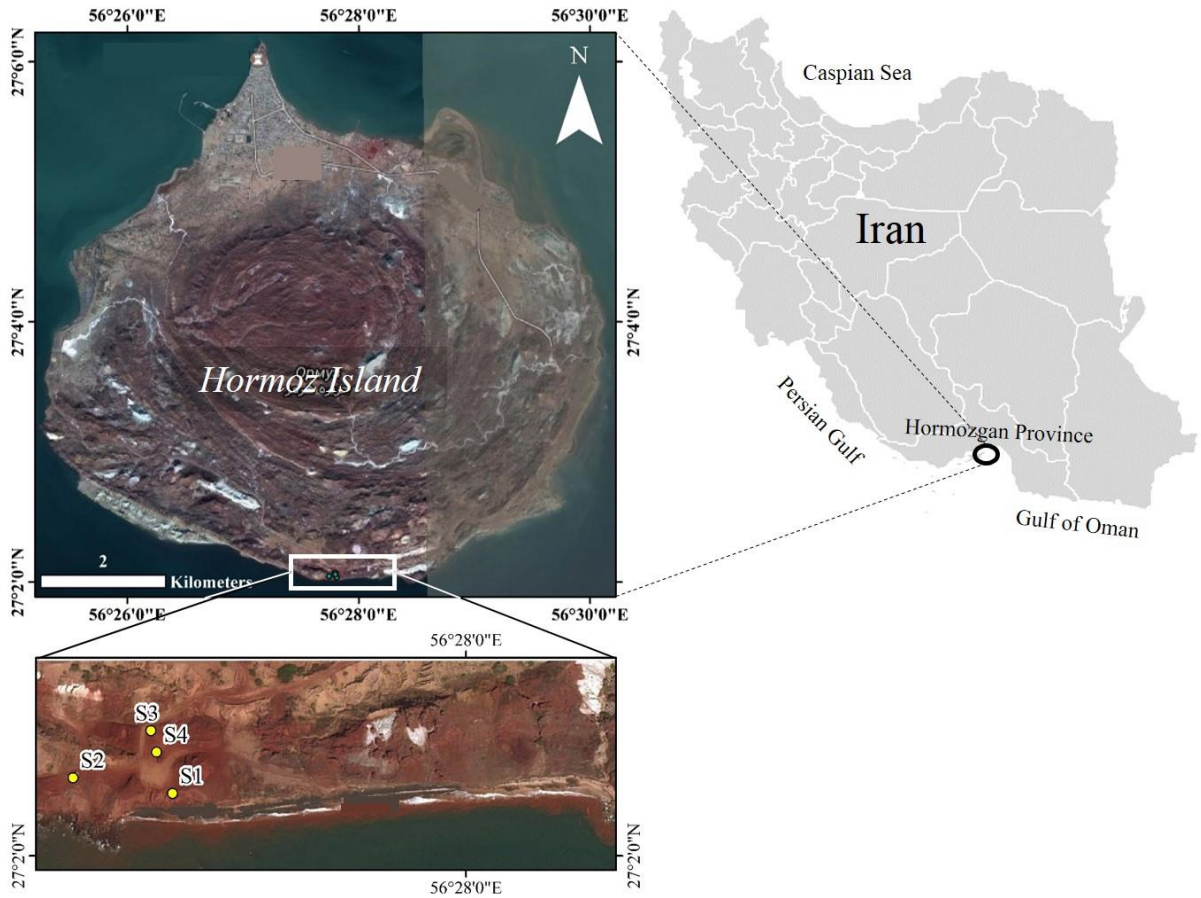 56°26'0"E 56°28'0"E 56°30'0"E
27°6'0"N
N
27°6'0"N
27°4'0"N
27°4'0"N
Hormoz Island
2
Kilometers
27°2'0"N
27°2'0"N
56°26'0"E 56°28'0"E 56°30'0"E
Caspian Sea
Iran
Persian Gulf
Hormozgan Province
Gulf of Oman
56°28'0"E
S3
S4
S2
S1
27°2'0"N
27°2'0"N
56°28'0"E